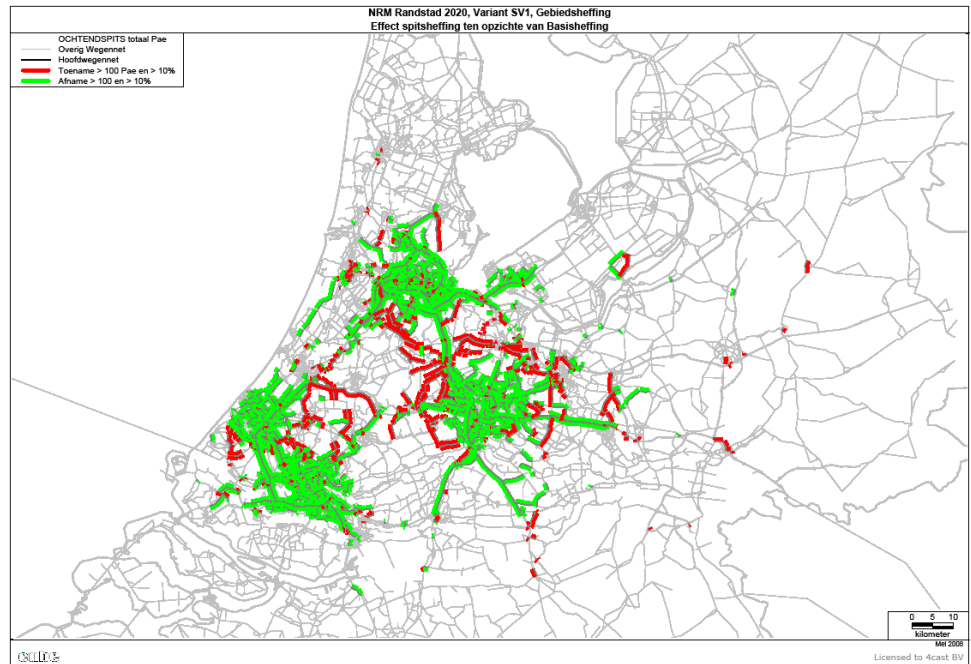 NRM Randstad 2020, Variant SV1, Gebiedsheffing
Effect spitsheffing ten opzichte van Basisheffing
OCHTENDSPITS totaal Pae
Overig Wegennet
Hoofdwegennet
Toename > 100 Pae en > 10%
Afname > 100 en > 10%
0 5 10
kilometer
Mei 2008
cube
Licensed to 4cast BV